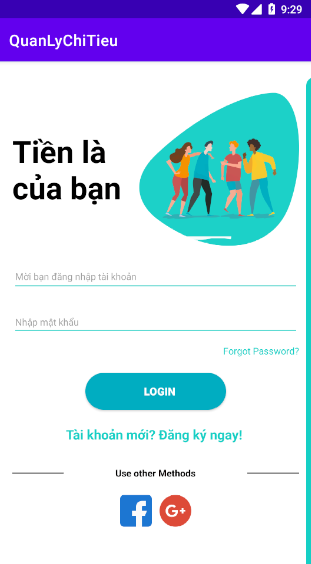 9:29
QuanLyChiTieu
Tiền là
của bạn
Mời bạn đăng nhập tài khoản
Nhập mật khẩu
Forgot Password?
LOGIN
Tài khoản mới? Đăng ký ngay!
Use other Methods
f
G+